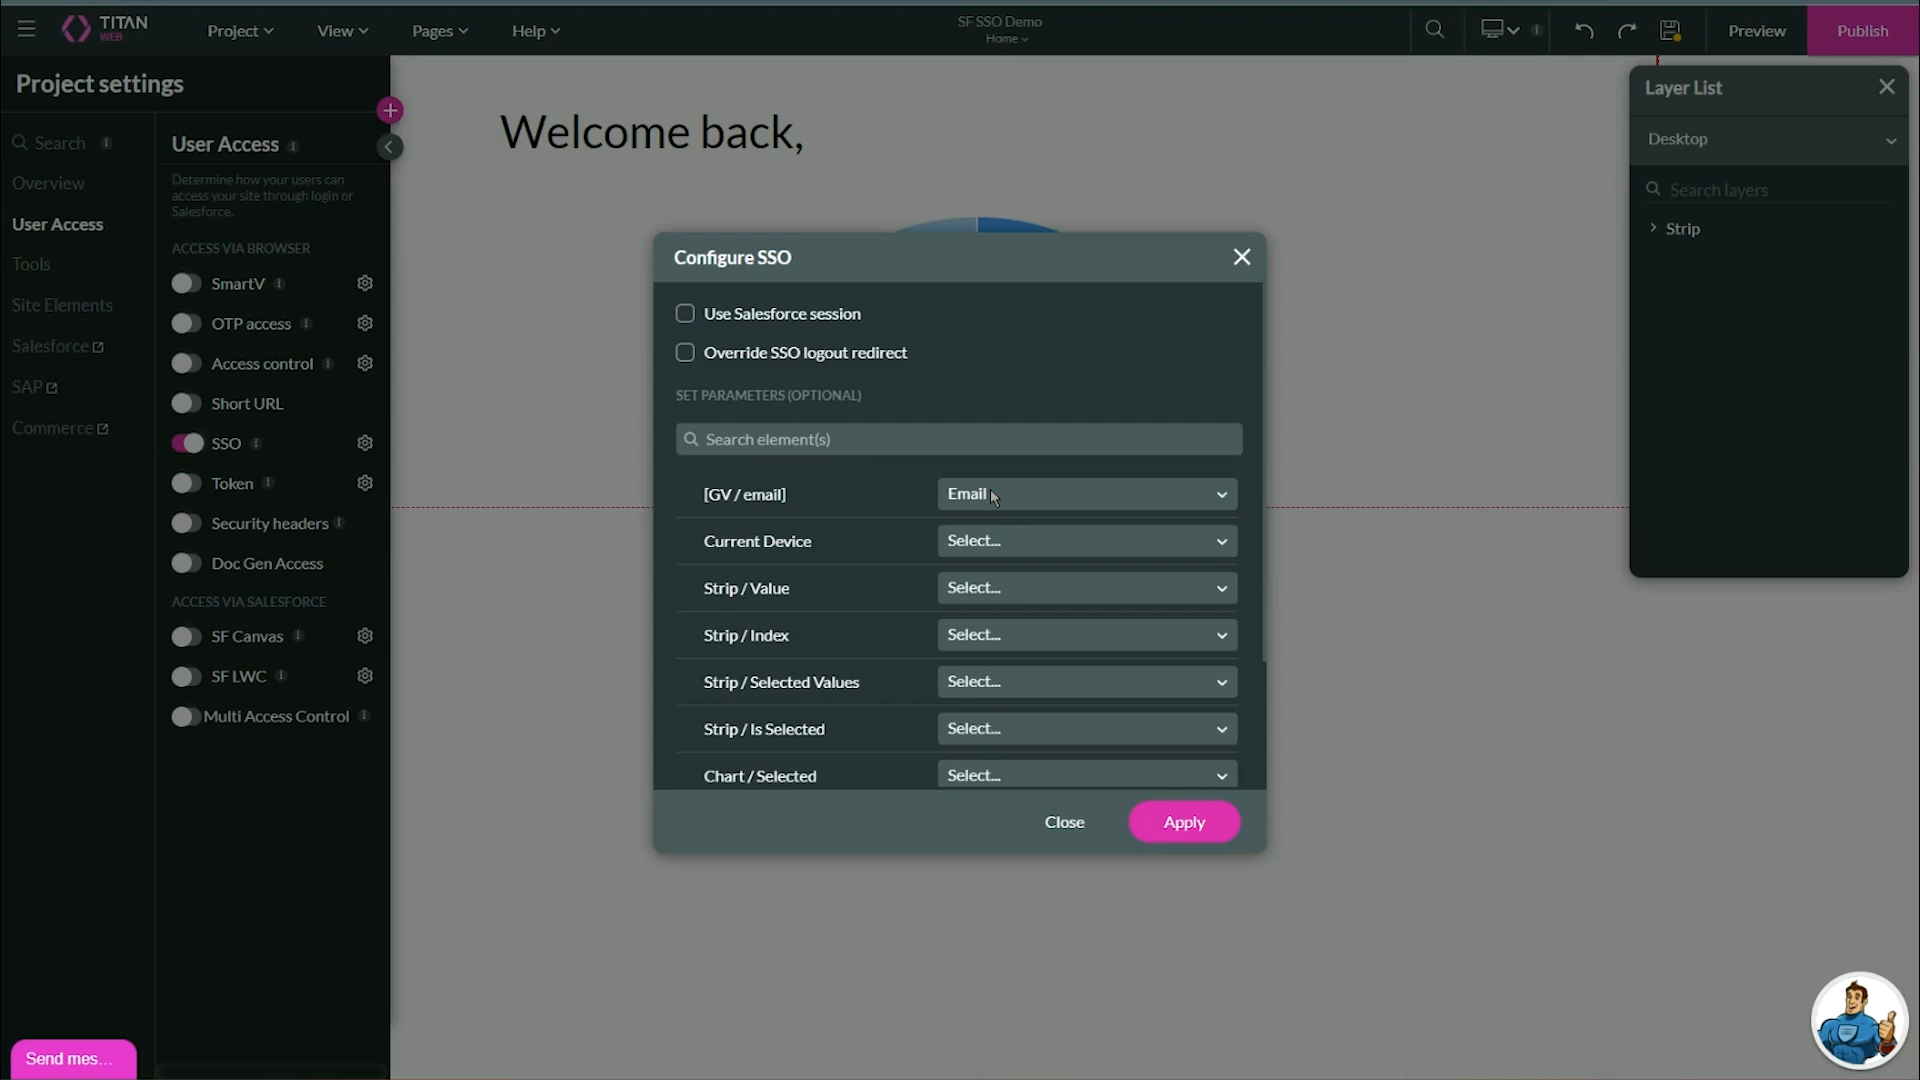 TITAN
WEB
Project
View
Pages
Help
SF SSO Demo
Home
Preview
Publish
Project settings
Search
Overview
User Access
Tools
Site Elements
Salesforce
SAP
Commerce
User Access
Determine how your users can
access your site through login or
Salesforce.
ACCESS VIA BROWSER
SmartV
OTP access
Access control
Short URL
SSO
Token
Security headers
Doc Gen Access
ACCESS VIA SALESFORCE
SF Canvas
SF LWC
Multi Access Control
Send mes...
Welcome back,
Configure SSO
Use Salesforce session
Override SSO logout redirect
SET PARAMETERS (OPTIONAL)
Search element(s)
[GV / email] Email
Current Device Select...
Strip / Value Select...
Strip / Index Select...
Strip / Selected Values Select...
Strip / Is Selected Select...
Chart / Selected Select...
Close
Apply
Layer List
Desktop
Search layers
Strip